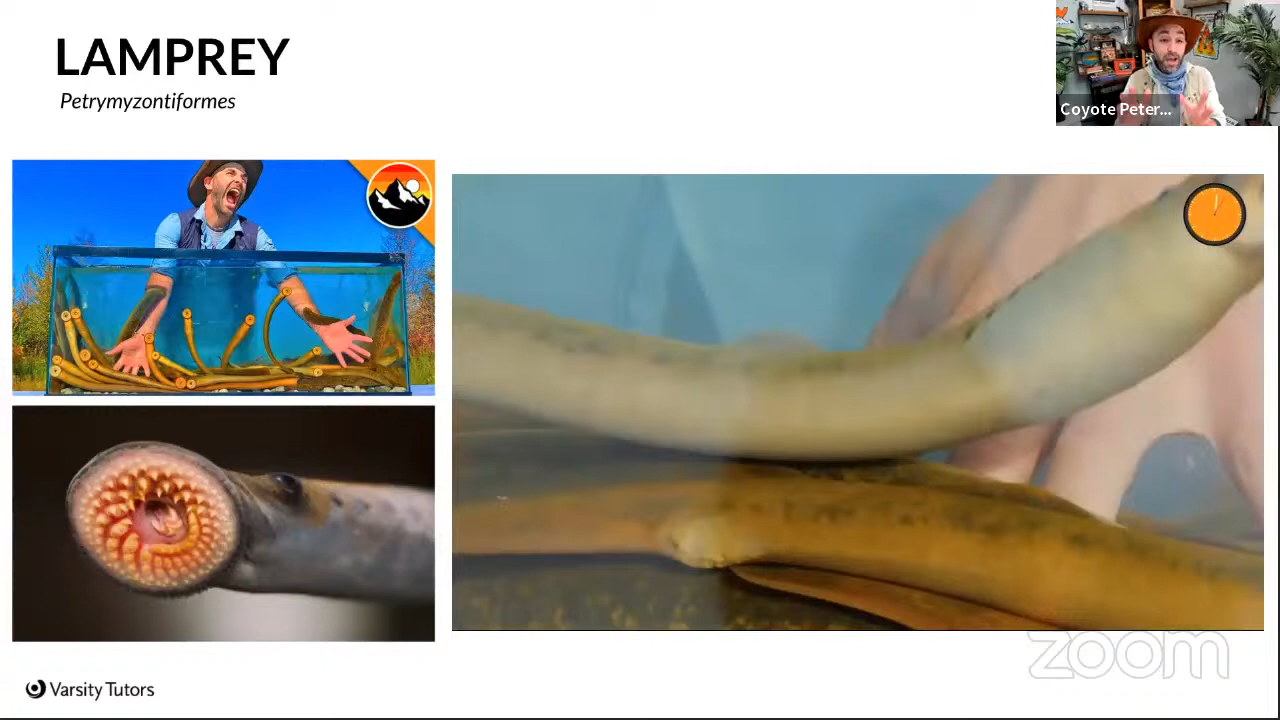 LAMPREY
Petrymyzontiformes
Coyote Peter...
Varsity Tutors
zoom